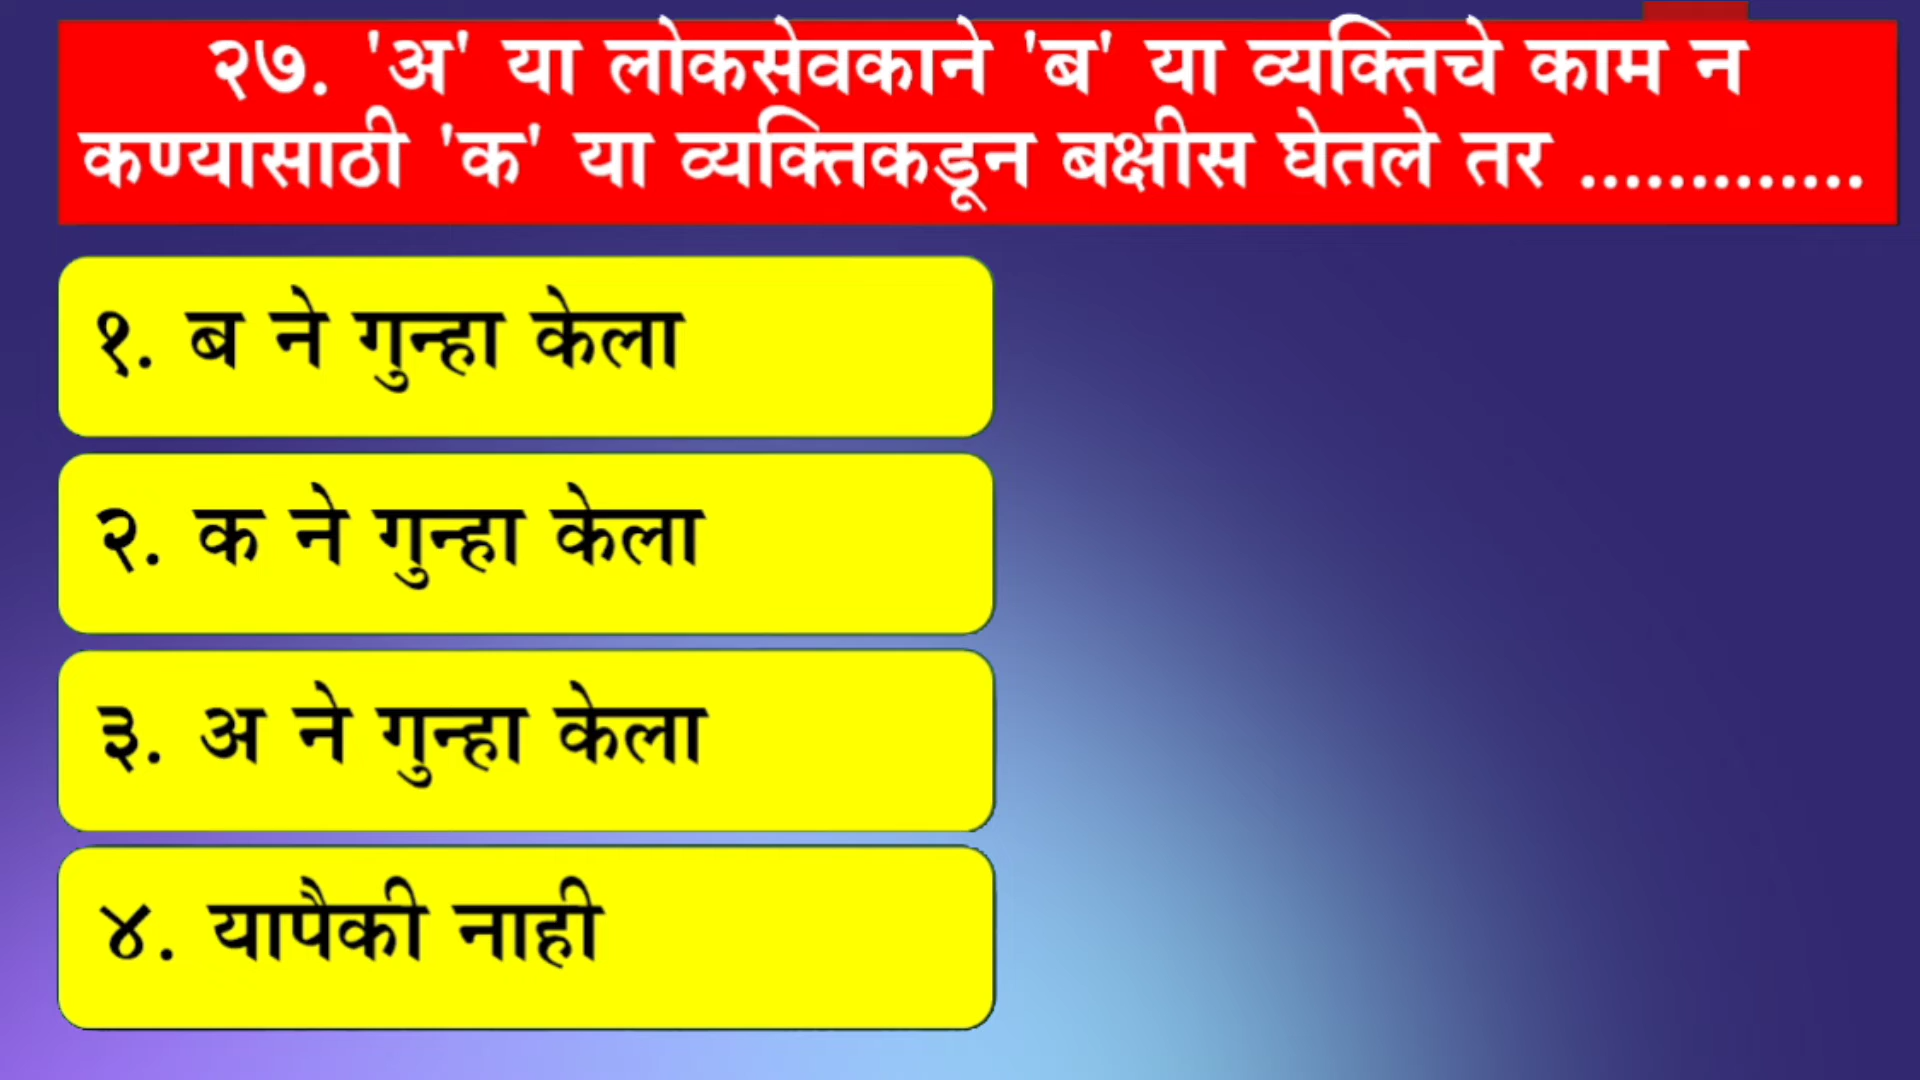 २७. 'अ' या लोकसेवकाने 'ब' या व्यक्तिचे काम न
कण्यासाठी 'क' या व्यक्तिकडून बक्षीस घेतले तर .............
१. ब ने गुन्हा केला
२. क ने गुन्हा केला
३. अ ने गुन्हा केला
४. यापैकी नाही